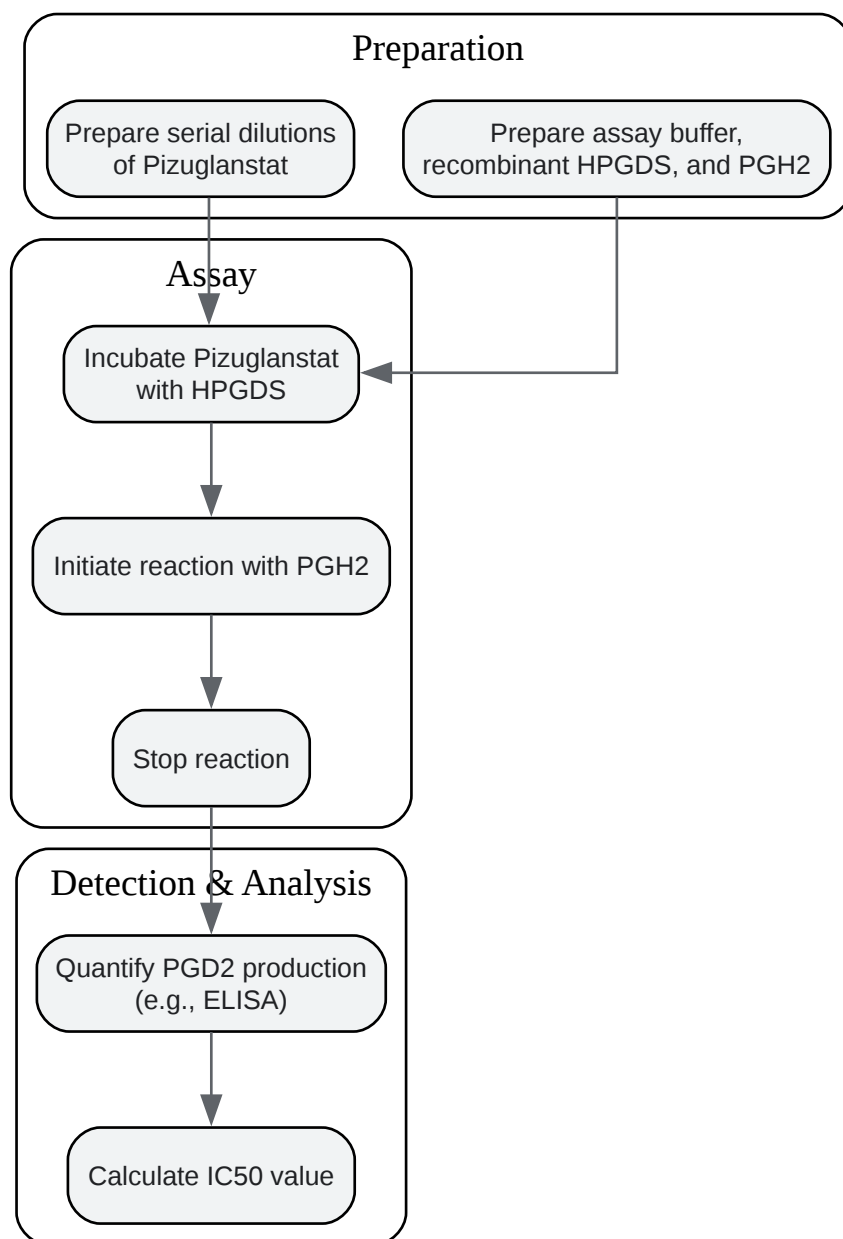 Preparation
Prepare serial dilutions
of Pizuglanstat
Prepare assay buffer,
recombinant HPGDS, and PGH2
Assay
Incubate Pizuglanstat
with HPGDS
Initiate reaction with PGH2
Stop reaction
Detection & Analysis
Quantify PGD2 production
(e.g., ELISA)
Calculate IC50 value